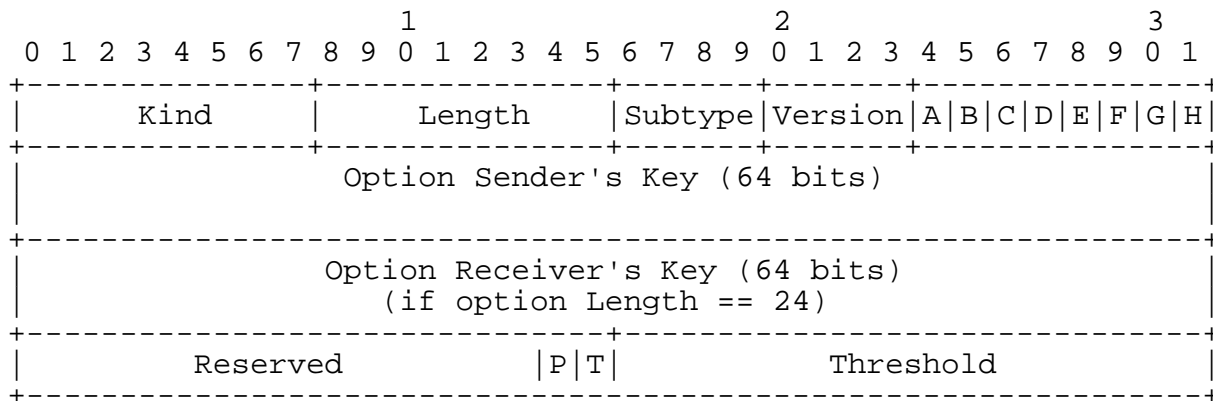 1                   2                   3
 0 1 2 3 4 5 6 7 8 9 0 1 2 3 4 5 6 7 8 9 0 1 2 3 4 5 6 7 8 9 0 1
+---------------+---------------+-------+-------+---------------+
|      Kind     |     Length    |Subtype|Version|A|B|C|D|E|F|G|H|
+---------------+---------------+-------+-------+---------------+
|                 Option Sender's Key (64 bits)                 |
|                                                               |
+---------------------------------------------------------------+
|                Option Receiver's Key (64 bits)                |
|                   (if option Length == 24)                    |
+-------------------------------+-------------------------------+
|         Reserved          |P|T|           Threshold           |
+---------------------------------------------------------------+